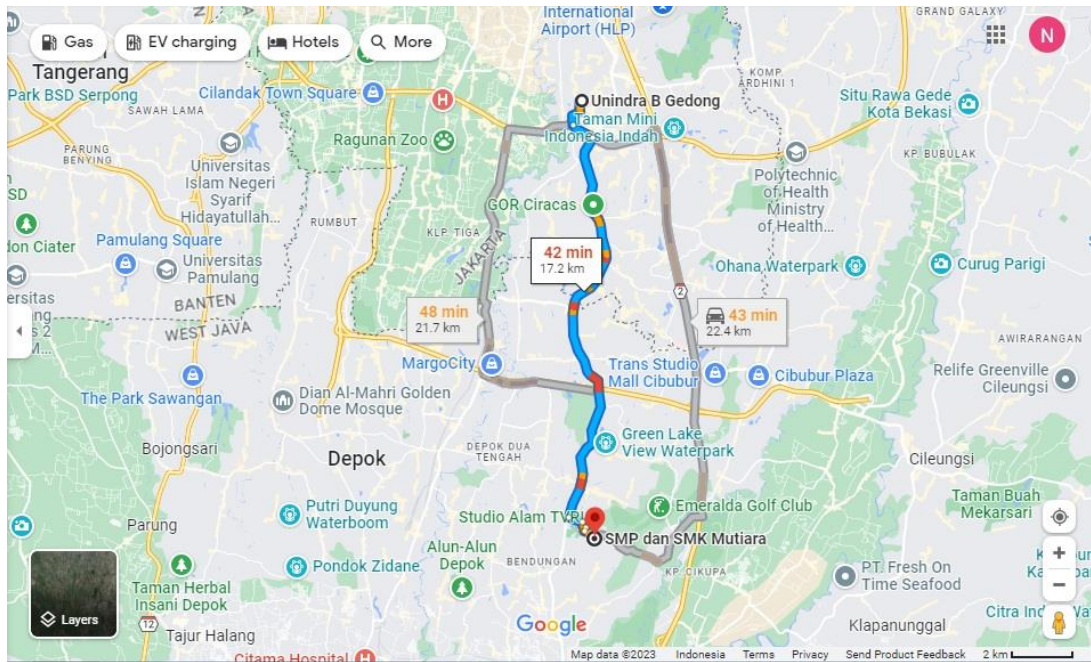 International
Airport (HLP)
GRAND GALAXY
Gas
EV charging
Hotels
More
N
Tangerang
Park BSD Serpong
SAWAH LAMA
Cilandak Town Square
H
Unindra B Gedong
Taman Mini
Indonesia Indah
KOMP.
ARDHINI 1
Situ Rawa Gede
Kota Bekasi
PARUNG
BENYING
Ragunan Zoo
Universitas
Islam Negeri
Syarif
Hidayatullah...
Polytechnic
of Health
Ministry
of Health...
KP BUBULAK
SD
RUMBUT
KLP TIGA
GOR Ciracas
JAKARTA
don Ciater
Pamulang Square
Universitas
Pamulang
42 min
17.2 km
Ohana Waterpark
Curug Parigi
ersitas
BANTEN
WEST JAVA
2
48 min
21.7 km
43 min
22.4 km
AWIRARANGAN
MargoCity
Trans Studio
Mall Cibubur
Cibubur Plaza
Relife Greenville
Cileungsi
The Park Sawangan
Dian Al-Mahri Golden
Dome Mosque
Bojongsari
Depok
DEPOK DUA
TENGAH
Green Lake
View Waterpark
Cileungsi
Putri Duyung
Waterboom
Studio Alam TVRI
Emeralda Golf Club
Taman Buah
Mekarsari
Parung
SMP dan SMK Mutiara
Alun-Alun
Depok
BENDUNGAN
Pondok Zidane
KP CIKUPA
PT. Fresh On
Time Seafood
Taman Herbal
Insani Depok
Layers
12
Google
Klapanunggal
Tajur Halang
Citama Hospital
H
Map data ©2023 Indonesia Terms Privacy Send Product Feedback 2 km